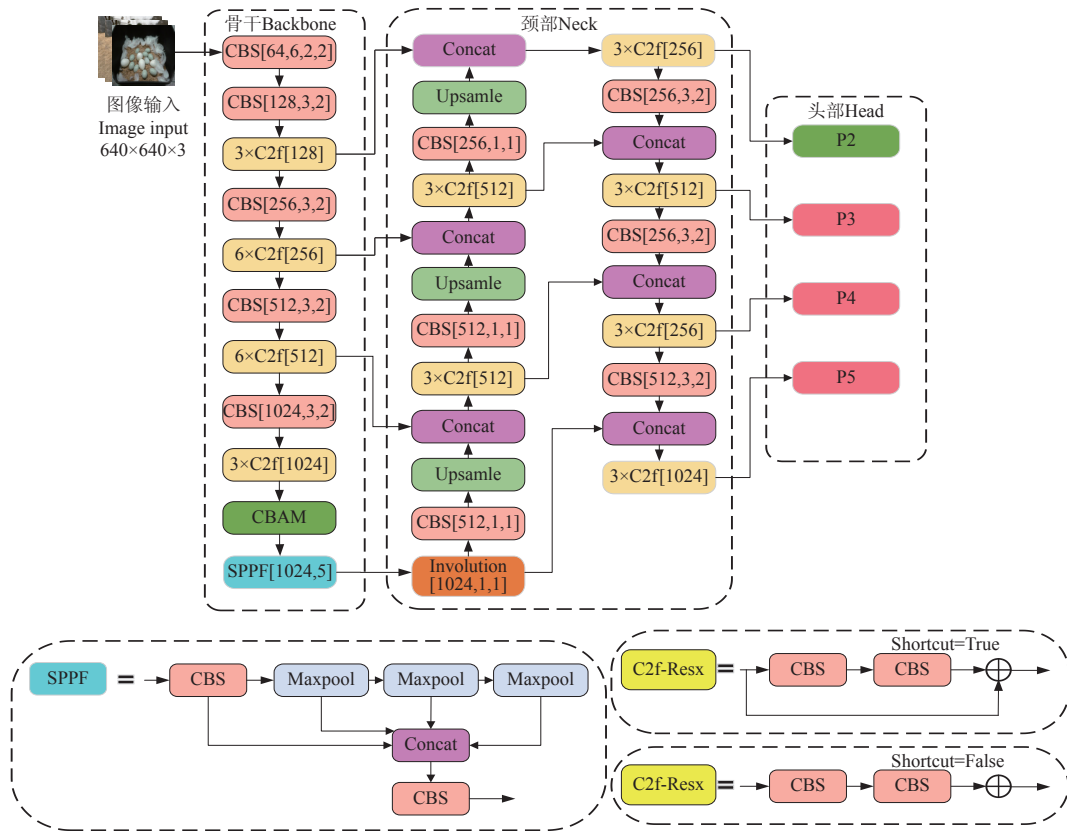 骨干Backbone
CBS[64,6,2,2]
CBS[128,3,2]
3×C2f[128]
CBS[256,3,2]
6×C2f[256]
CBS[512,3,2]
6×C2f[512]
CBS[1024,3,2]
3×C2f[1024]
CBAM
SPPF[1024,5]
图像输入
Image input
640×640×3
颈部Neck
Concat
Upsamle
CBS[256,1,1]
3×C2f[512]
Concat
Upsamle
CBS[512,1,1]
3×C2f[512]
Concat
Upsamle
CBS[512,1,1]
Involution
[1024,1,1]
3×C2f[256]
CBS[256,3,2]
Concat
3×C2f[512]
CBS[256,3,2]
Concat
3×C2f[256]
CBS[512,3,2]
Concat
3×C2f[1024]
头部Head
P2
P3
P4
P5
SPPF
=
CBS
Maxpool
Maxpool
Maxpool
Concat
CBS
Shortcut=True
C2f-Resx
=
CBS
CBS
Shortcut=False
C2f-Resx
=
CBS
CBS